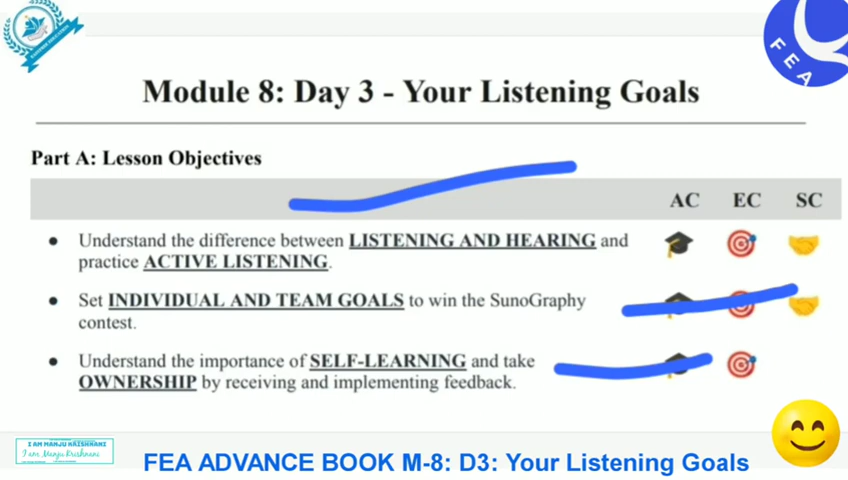 FEA
Module 8: Day 3 - Your Listening Goals
Part A: Lesson Objectives
AC EC SC
● Understand the difference between LISTENING AND HEARING and
practice ACTIVE LISTENING.
● Set INDIVIDUAL AND TEAM GOALS to win the SunoGraphy
contest.
● Understand the importance of SELF-LEARNING and take
OWNERSHIP by receiving and implementing feedback.
I AM MANJU KRISHNANI
I am Manju Krishnani
FEA ADVANCE BOOK M-8: D3: Your Listening Goals